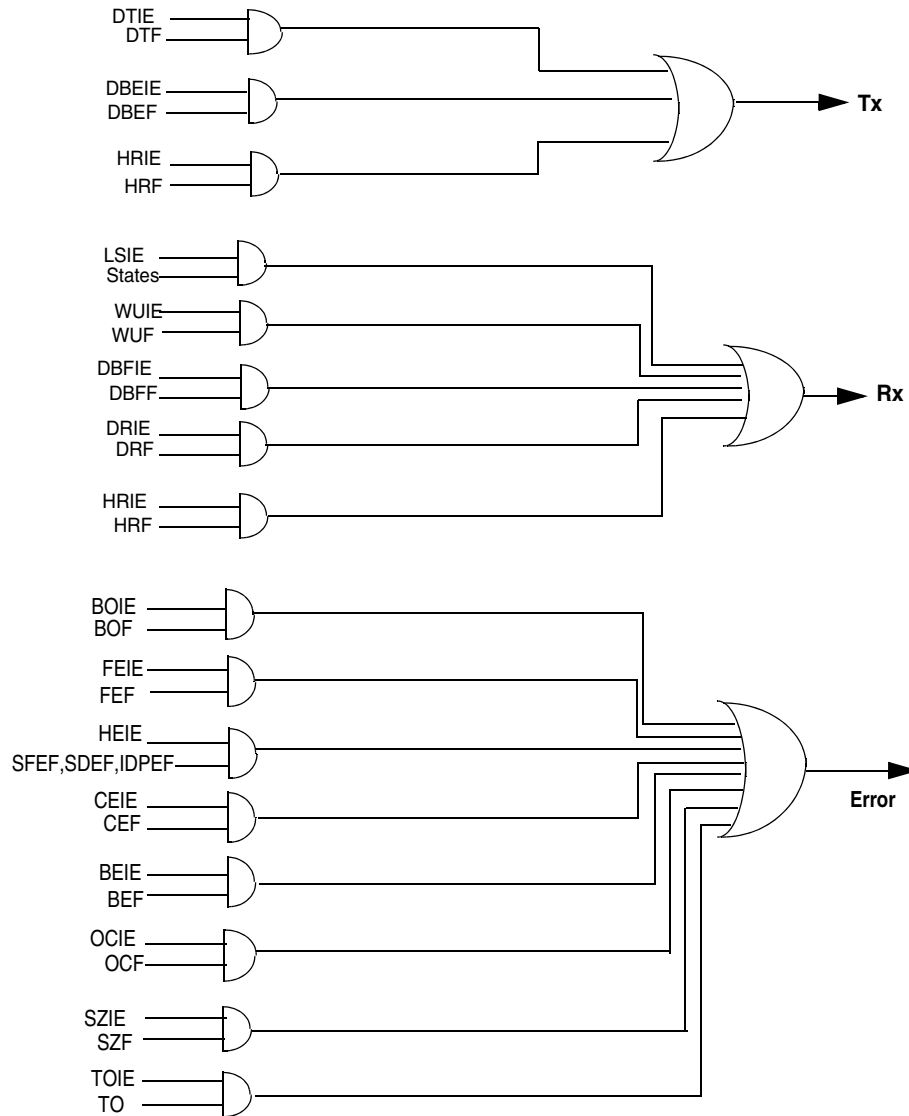 DTIE
DTF
DBEIE
DBEF
Tx
HRIE
HRF
LSIE
States
WUIE
WUF
DBFIE
DBFF
Rx
DRIE
DRF
HRIE
HRF
BOIE
BOF
FEIE
FEF
HEIE
SFEF,SDEF,IDPEF
Error
CEIE
CEF
BEIE
BEF
OCIE
OCF
SZIE
SZF
TOIE
TO